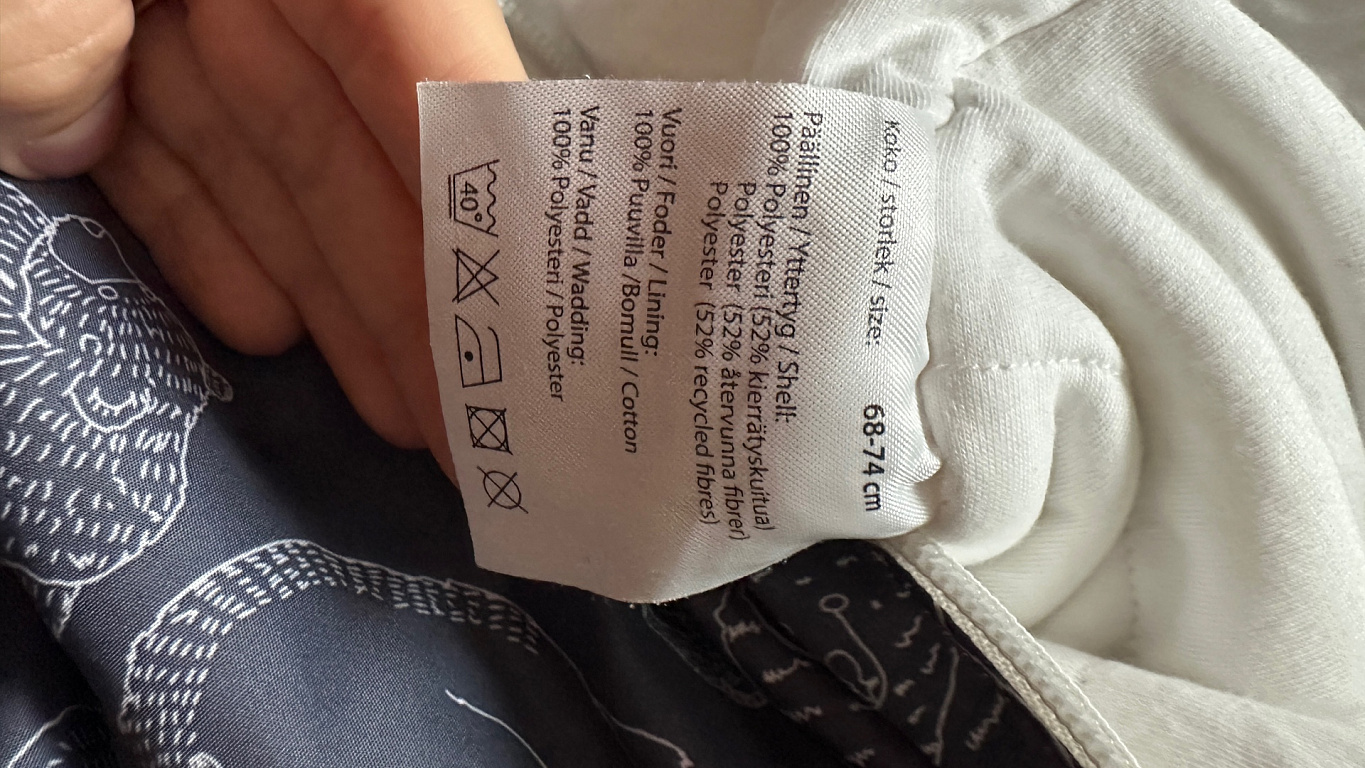 Koko / storlek / size: 68-74 cm
Päällinen / Yttertyg / Shell:
100% Polyesteri (52% kierrätyskuitua)
Polyester (52% återvunna fibrer)
Polyester (52% recycled fibres)
Vuori / Foder / Lining:
100% Puuvilla /Bomull / Cotton
Vanu / Vadd / Wadding:
100% Polyesteri / Polyester
40°